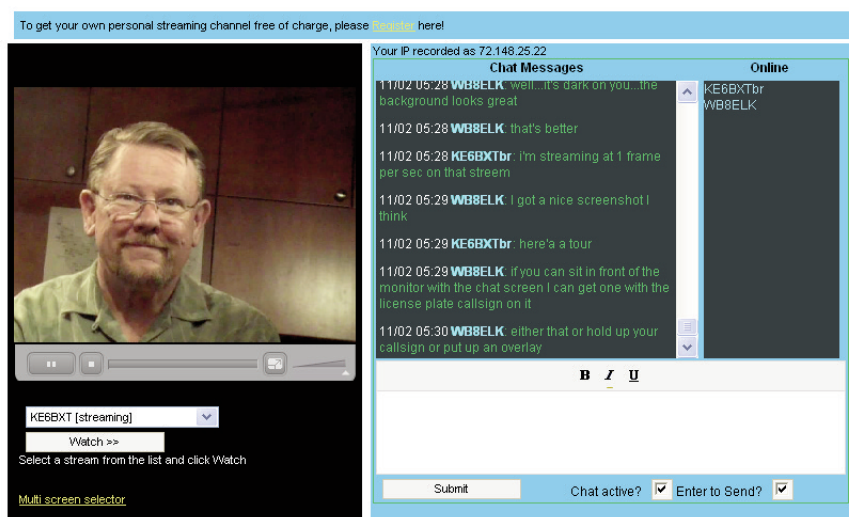 To get your own personal streaming channel free of charge, please Register here!
Your IP recorded as 72.148.25.22
Chat Messages
Online
11/02 05:28 WB8ELK: well...it's dark on you...the
background looks great
11/02 05:28 WB8ELK: that's better
11/02 05:28 KE6BXTbr: i'm streaming at 1 frame
per sec on that streem
11/02 05:29 WB8ELK: I got a nice screenshot I
think
11/02 05:29 KE6BXTbr: here'a a tour
11/02 05:29 WB8ELK: if you can sit in front of the
monitor with the chat screen I can get one with the
license plate callsign on it
11/02 05:30 WB8ELK: either that or hold up your
callsign or put up an overlay
KE6BXTbr
WB8ELK
B I U
KE6BXT [streaming]
Watch >>
Select a stream from the list and click Watch
Multi screen selector
Submit
Chat active?
Enter to Send?